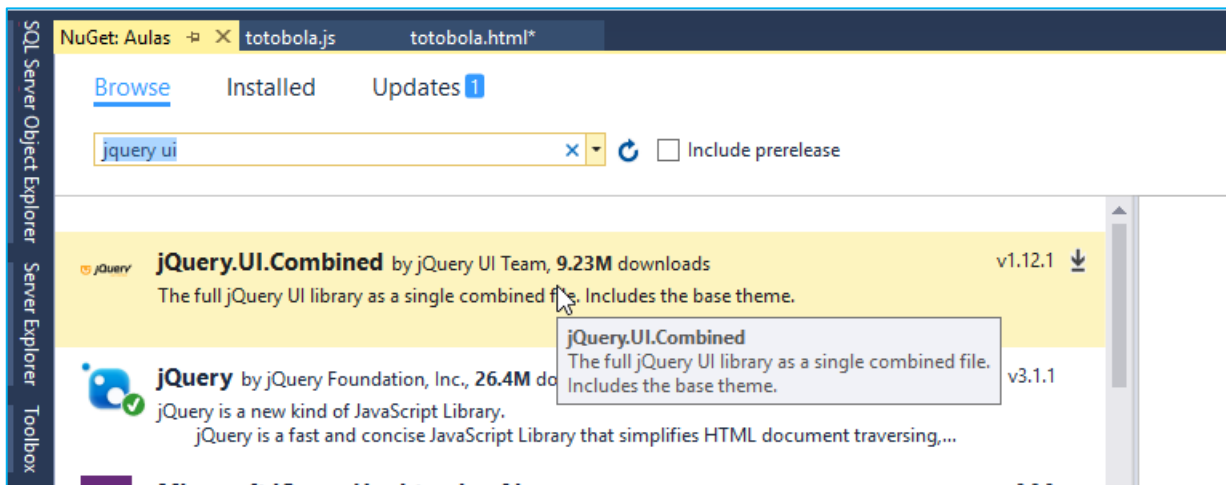 SQL Server Object Explorer
Server Explorer
Toolbox
NuGet: Aulas
totobola.js
totobola.html*
Browse
Installed
Updates 1
jquery ui
Include prerelease
jQuery
jQuery.UI.Combined by jQuery UI Team, 9.23M downloads
v1.12.1
The full jQuery UI library as a single combined file. Includes the base theme.
jQuery.UI.Combined
The full jQuery UI library as a single combined file.
Includes the base theme.
jQuery by jQuery Foundation, Inc., 26.4M do
v3.1.1
jQuery is a new kind of JavaScript Library.
jQuery is a fast and concise JavaScript Library that simplifies HTML document traversing,...